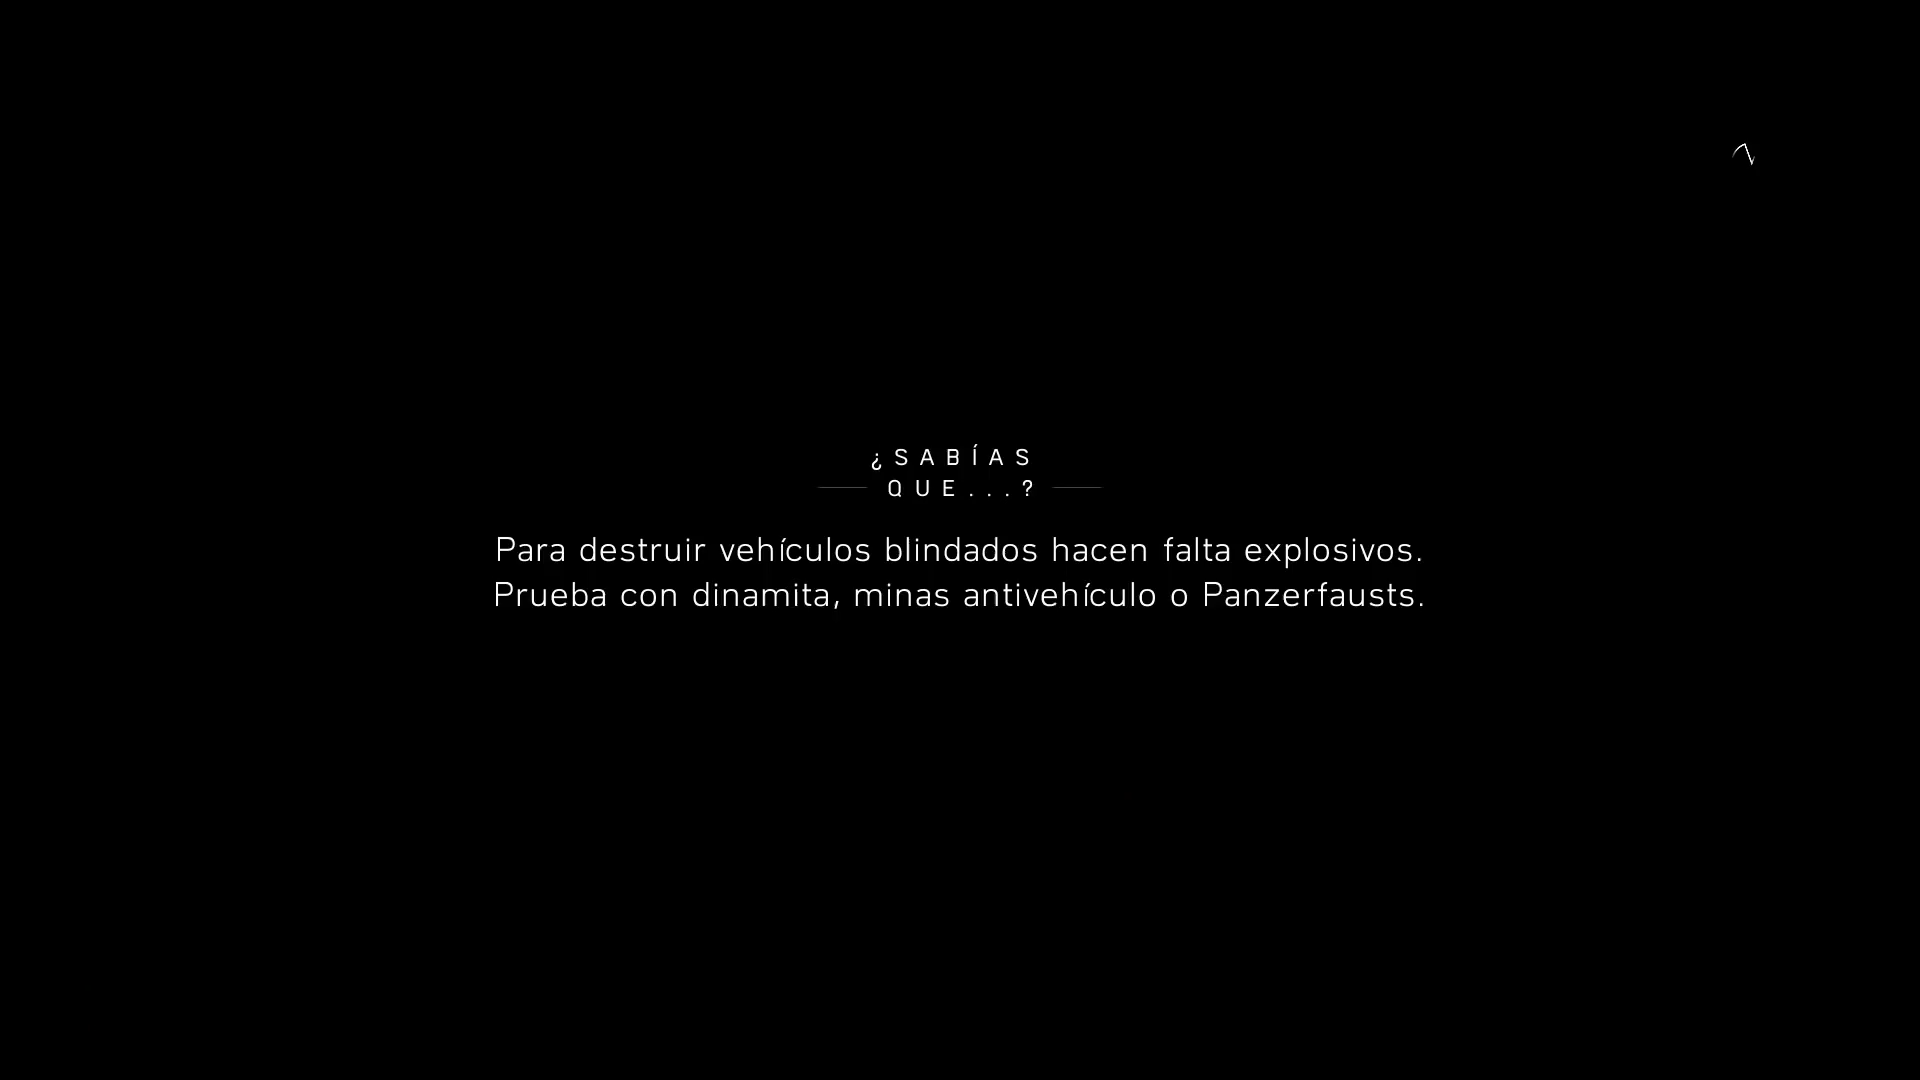 ¿SABÍAS
QUE...?
Para destruir vehículos blindados hacen falta explosivos.
Prueba con dinamita, minas antivehículo o Panzerfausts.